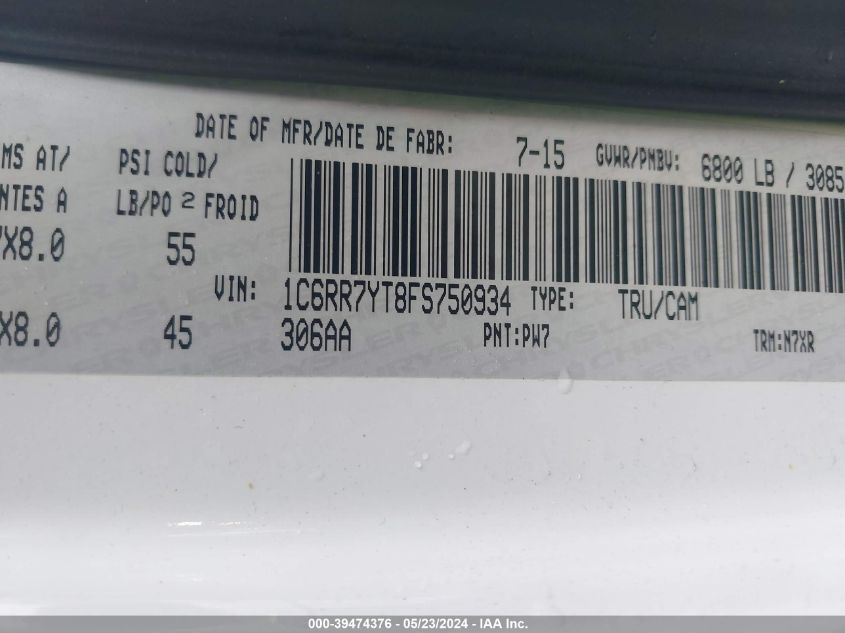 DATE OF MFR/DATE DE FABR: 7-15 GVWR/PNBV: 6800 LB / 3085
MS AT/ PSI COLD/
NTES A LB/PO 2 FROID
X8.0 55
VIN: 1C6RR7YT8FS750934 TYPE: TRU/CAM
X8.0 45 306AA PNT:PW7 TRM:N7XR
CHRYSLER
000-39474376 - 05/23/2024 - IAA Inc.